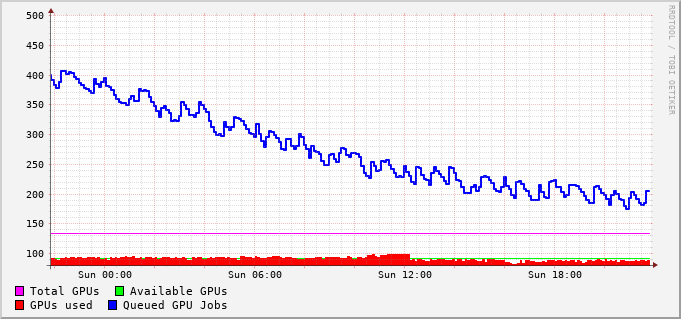 500
450
400
350
300
250
200
150
100
Sun 00:00 Sun 06:00 Sun 12:00 Sun 18:00
Total GPUs Available GPUs
GPUs used Queued GPU Jobs
RRDTOOL / TOBI OETIKER